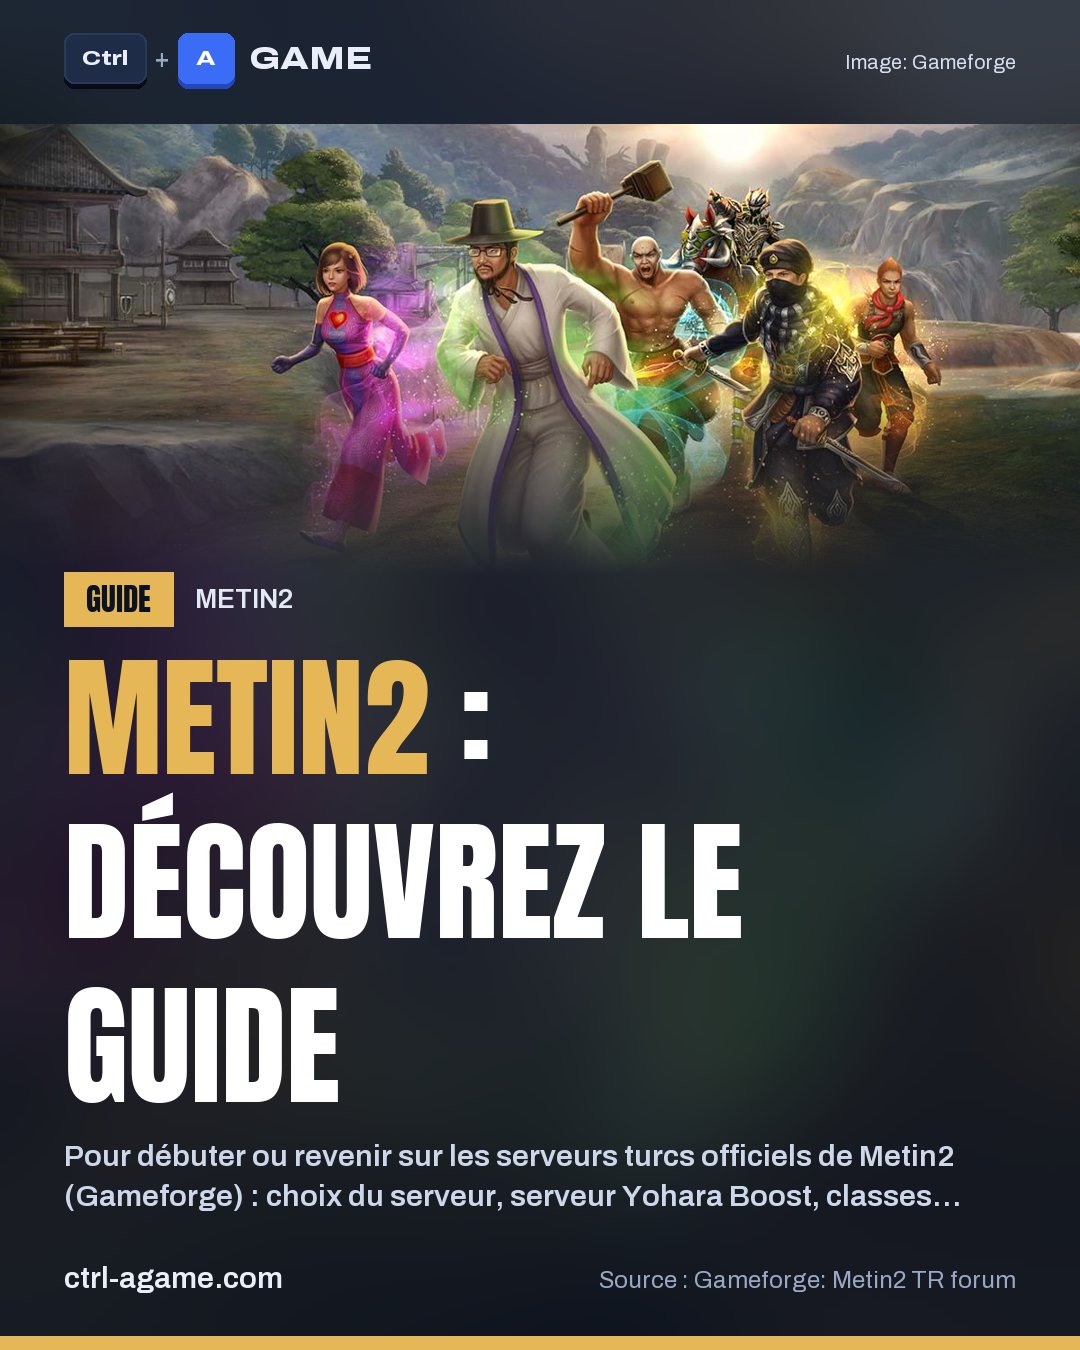 Ctrl + A GAME
Image: Gameforge
GUIDE METIN2
METIN2 :
DÉCOUVREZ LE
GUIDE
Pour débuter ou revenir sur les serveurs turcs officiels de Metin2
(Gameforge) : choix du serveur, serveur Yohara Boost, classes...
ctrl-agame.com
Source : Gameforge: Metin2 TR forum